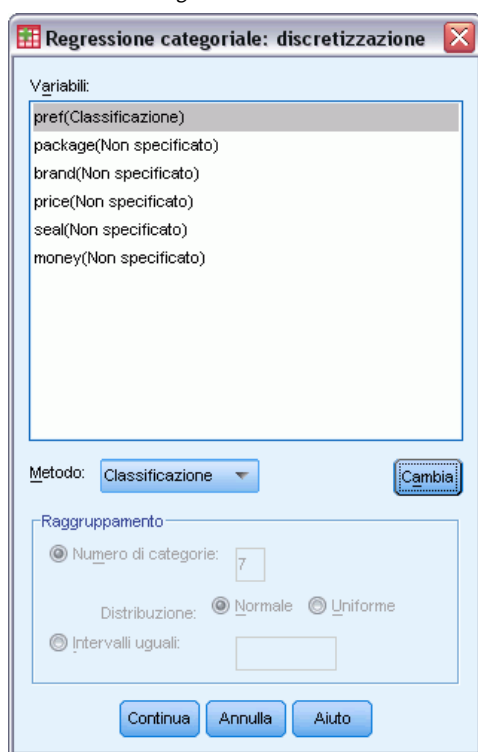 Regressione categoriale: discretizzazione
Variabili:
pref(Classificazione)
package(Non specificato)
brand(Non specificato)
price(Non specificato)
seal(Non specificato)
money(Non specificato)
Metodo: Classificazione Cambia
Raggruppamento
Numero di categorie: 7
Distribuzione: Normale Uniforme
Intervalli uguali:
Continua Annulla Aiuto